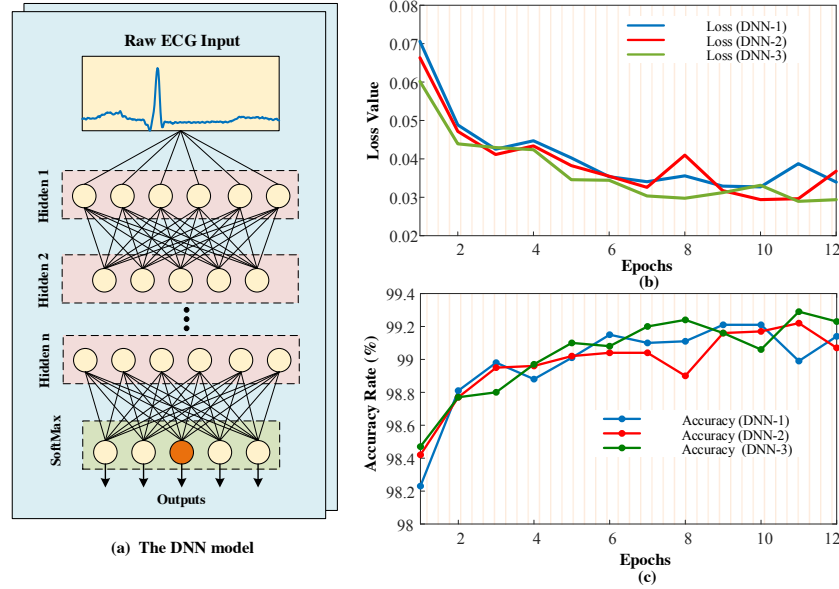 Raw ECG Input
Hidden 1
Hidden 2
Hidden n
SoftMax
Outputs
(a) The DNN model
0.08
0.07
0.06
0.05
0.04
0.03
0.02
Loss Value
Loss (DNN-1)
Loss (DNN-2)
Loss (DNN-3)
2
4
6
8
10
12
Epochs
(b)
99.4
99.2
99
98.8
98.6
98.4
98.2
98
Accuracy Rate (%)
Accuracy (DNN-1)
Accuracy (DNN-2)
Accuracy (DNN-3)
2
4
6
8
10
12
Epochs
(c)